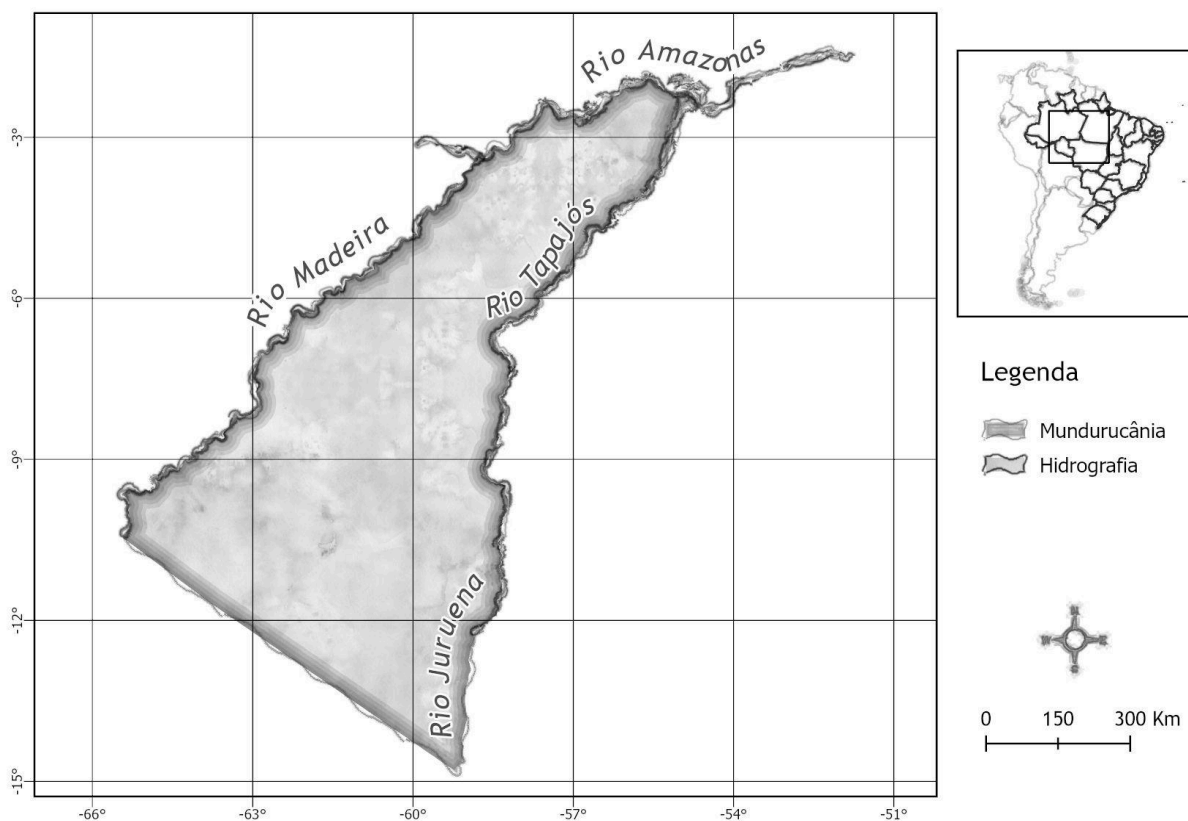 Rio Amazonas
Rio Madeira
Rio Tapajós
Rio Juruena
-3°
-6°
-9°
-12°
-15°
-66°
-63°
-60°
-57°
-54°
-51°
Legenda
Mundurucânia
Hidrografia
0 150 300 Km